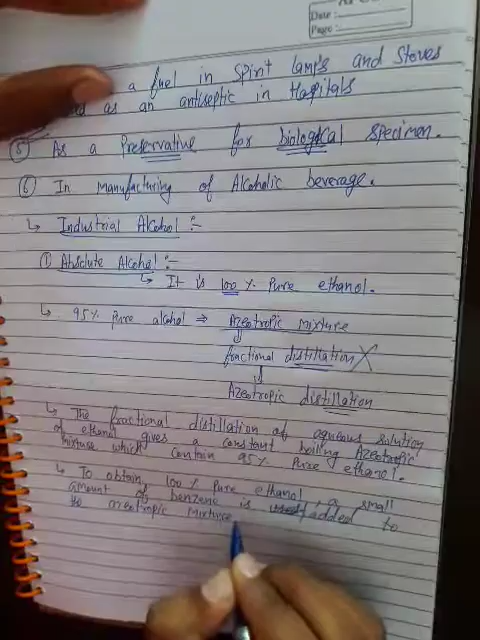 Date :
Page :
a fuel in Spirit lamps and Stoves
as an antiseptic in Hospitals
⑤ As a Preservative for biological specimen.
⑥ In manufacturing of Alcoholic beverage.
↳ Industrial Alcohol :-
① Absolute Alcohol :-
↳ It is 100% Pure ethanol.
↳ 95% Pure alcohol ⇒ Azeotropic mixture
⇓
fractional distillation X
↓
Azeotropic distillation
↳ The fractional distillation of aqueous solution
of ethanol gives a constant boiling Azeotropic
mixture which contain 95% Pure ethanol.
↳ To obtain 100% Pure ethanol, a small
amount of benzene is added to
to azeotropic mixture